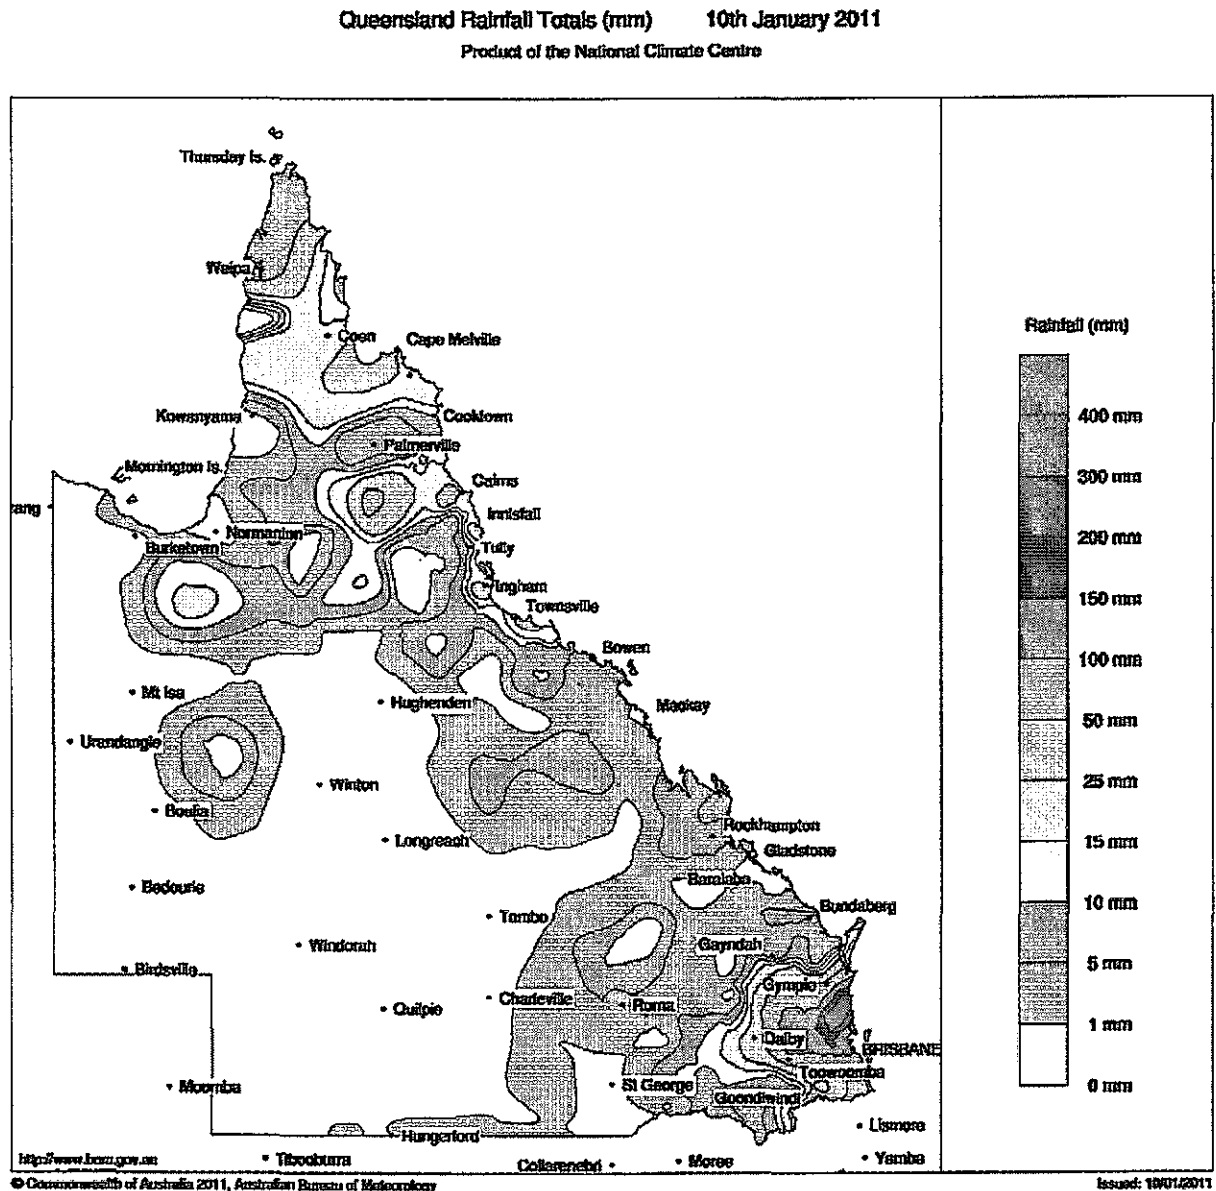 Queensland Rainfall Totals (mm) 10th January 2011
Product of the National Climate Centre
Thursday Is.
Weipa
Coen
Cape Melville
Rainfall (mm)
Kowanyama
Cooktown
400 mm
Palmerville
Mornington Is.
Cairns
300 mm
rang
Innisfail
Normanton
200 mm
Burketown
Tully
Ingham
150 mm
Townsville
Bowen
100 mm
Mt Isa
Hughenden
Mackay
50 mm
Urandangie
25 mm
Winton
Boulia
Rockhampton
Longreach
15 mm
Gladstone
Baralaba
Bedourie
10 mm
Bundaberg
Tambo
Windorah
Gayndah
5 mm
Birdsville
Gympie
Charleville
Roma
Quilpie
1 mm
Dalby
BRISBANE
Toowoomba
Moomba
St George
0 mm
Goondiwindi
Lismore
Hungerford
http://www.bom.gov.au
Tibooburra
Collarenebri
Moree
Yamba
© Commonwealth of Australia 2011, Australian Bureau of Meteorology
Issued: 10/01/2011